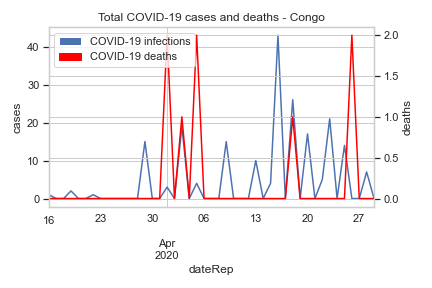 Total COVID-19 cases and deaths - Congo
COVID-19 infections
COVID-19 deaths
40
30
20
10
0
cases
2.0
1.5
1.0
0.5
0.0
deaths
16 23 30 06 13 20 27
Apr
2020
dateRep